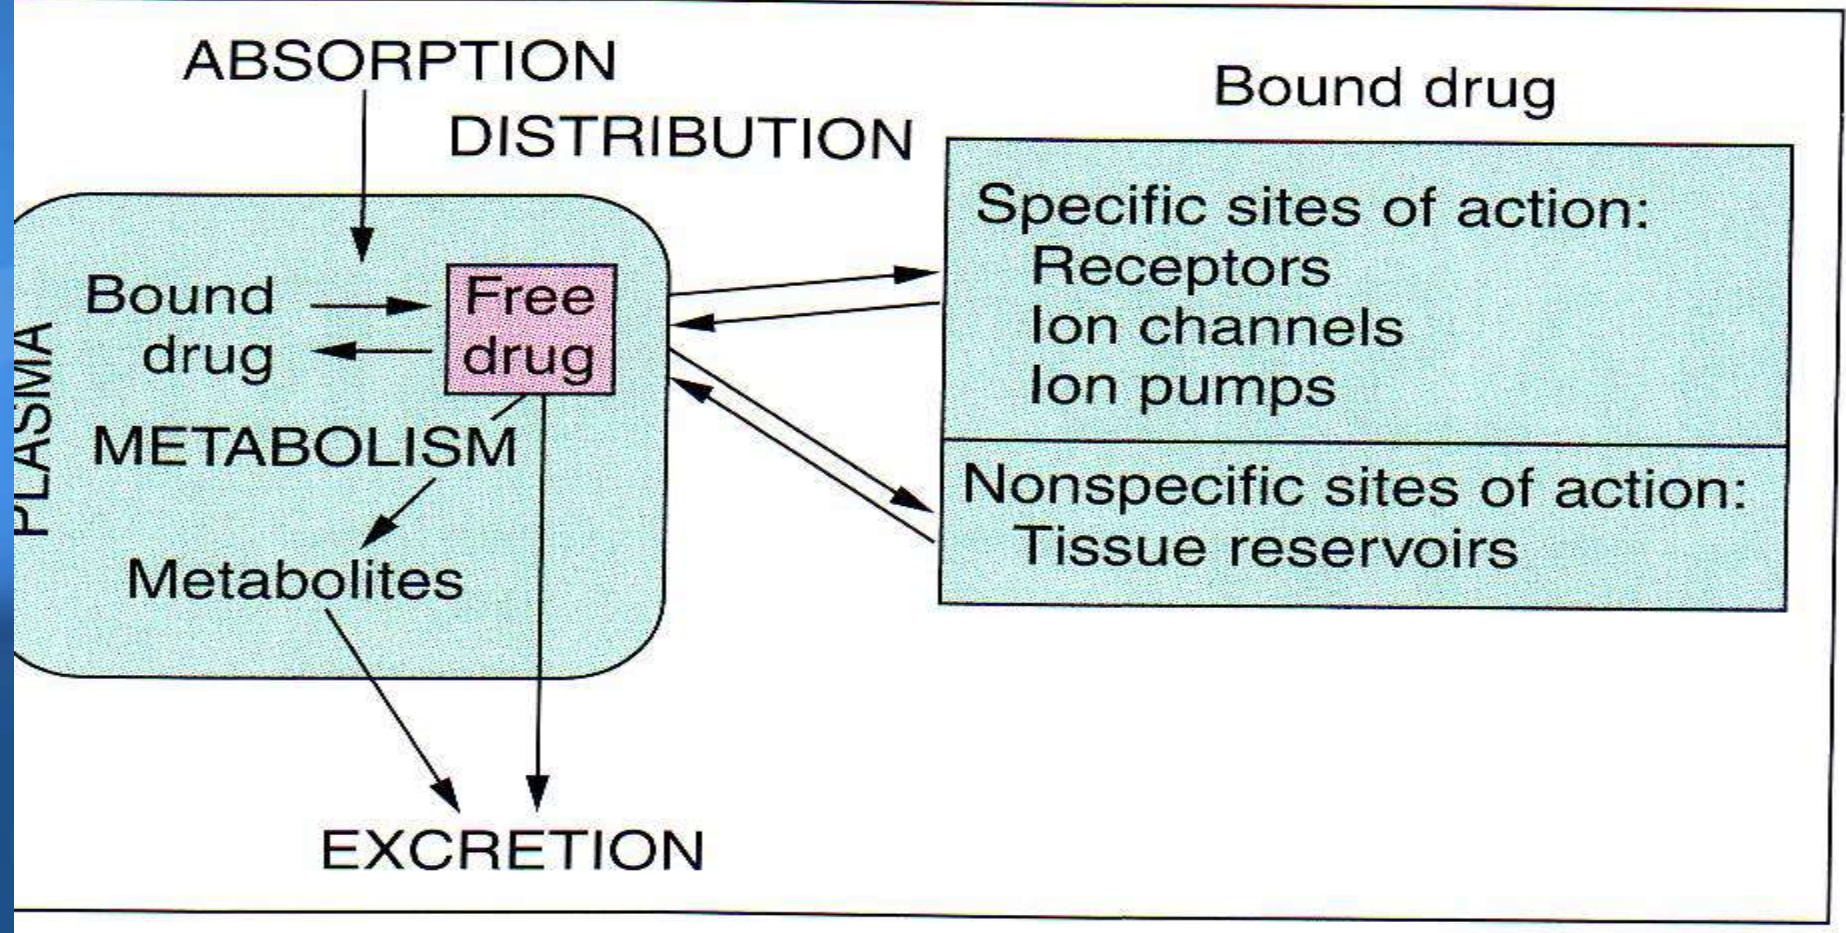 ABSORPTION
DISTRIBUTION
Bound drug
PLASMA
Bound
drug
Free
drug
METABOLISM
Metabolites
EXCRETION
Specific sites of action:
Receptors
Ion channels
Ion pumps
Nonspecific sites of action:
Tissue reservoirs